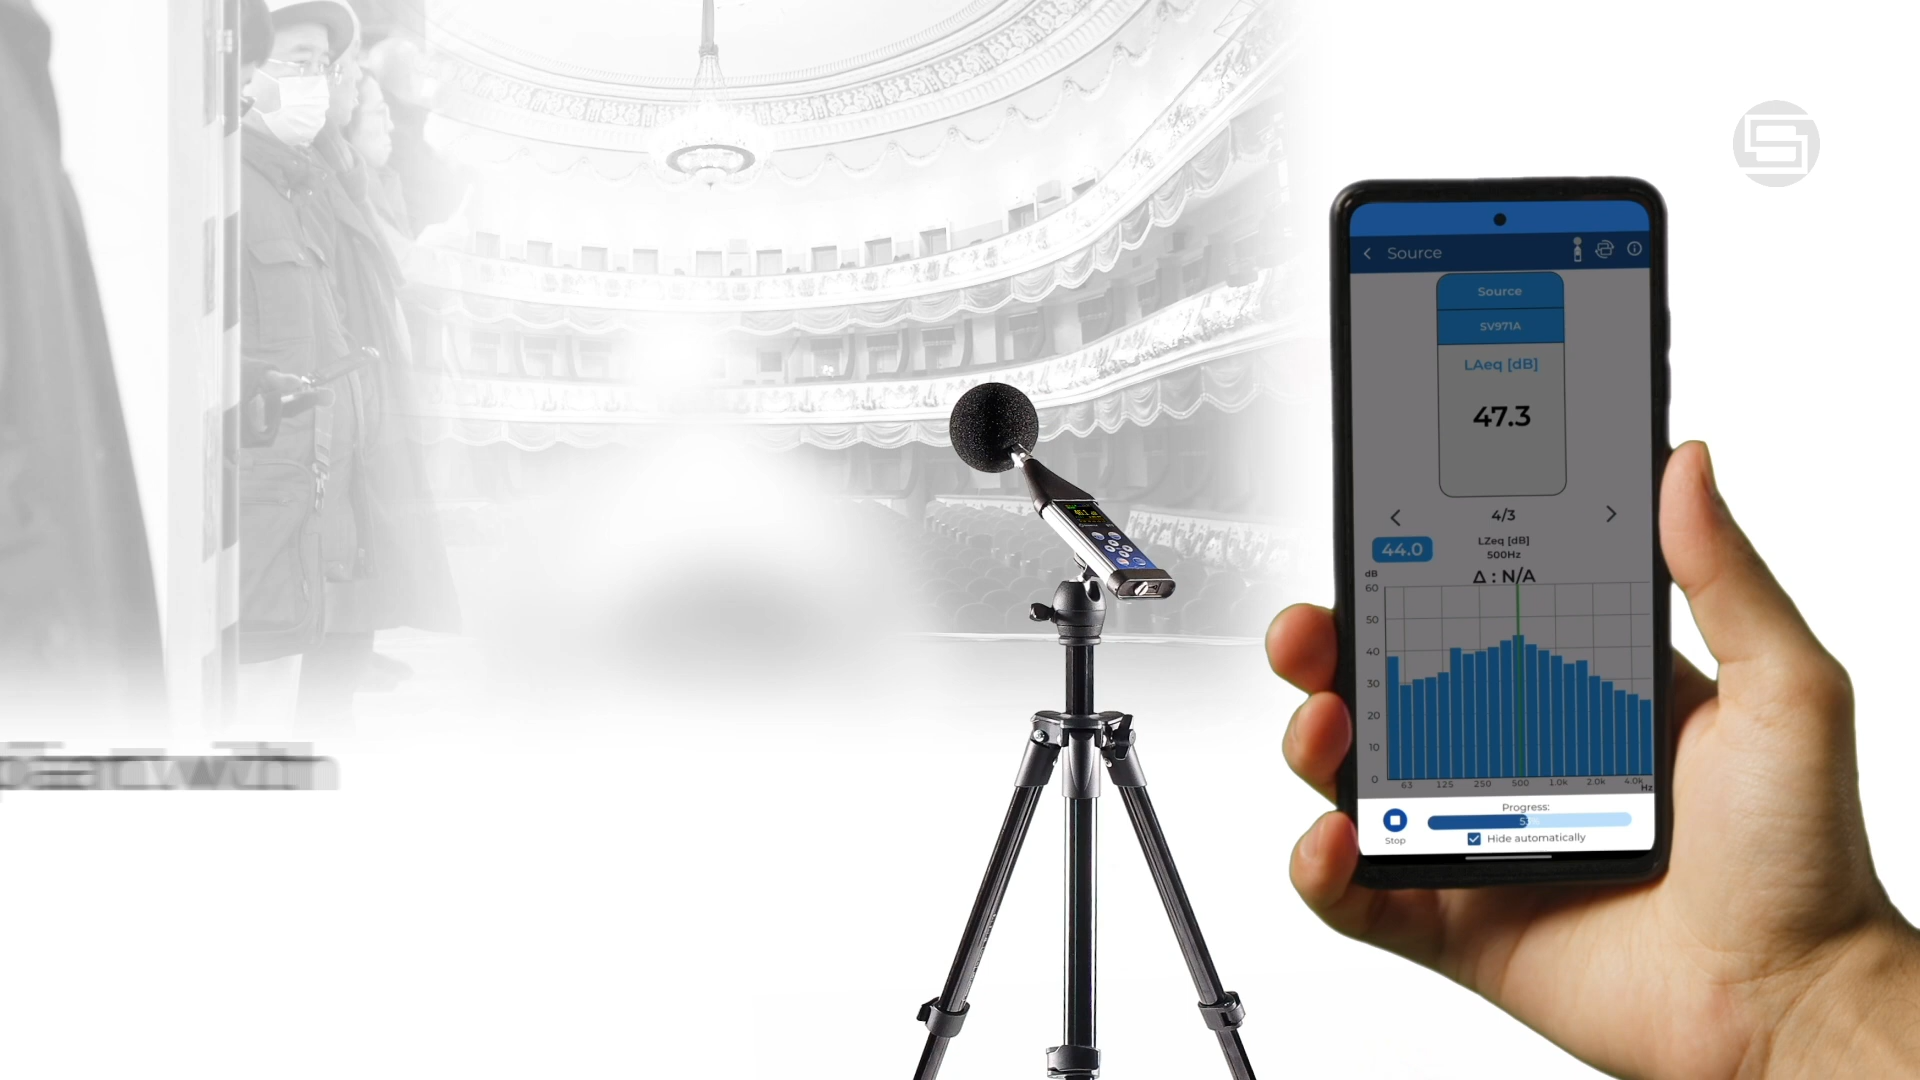 Source
Source
SV971A
LAeq [dB]
47.3
4/3
44.0
LZeq [dB]
500Hz
Δ : N/A
dB
60
50
40
30
20
10
0
63 125 250 500 1.0k 2.0k 4.0k
Hz
Progress:
Stop
Hide automatically